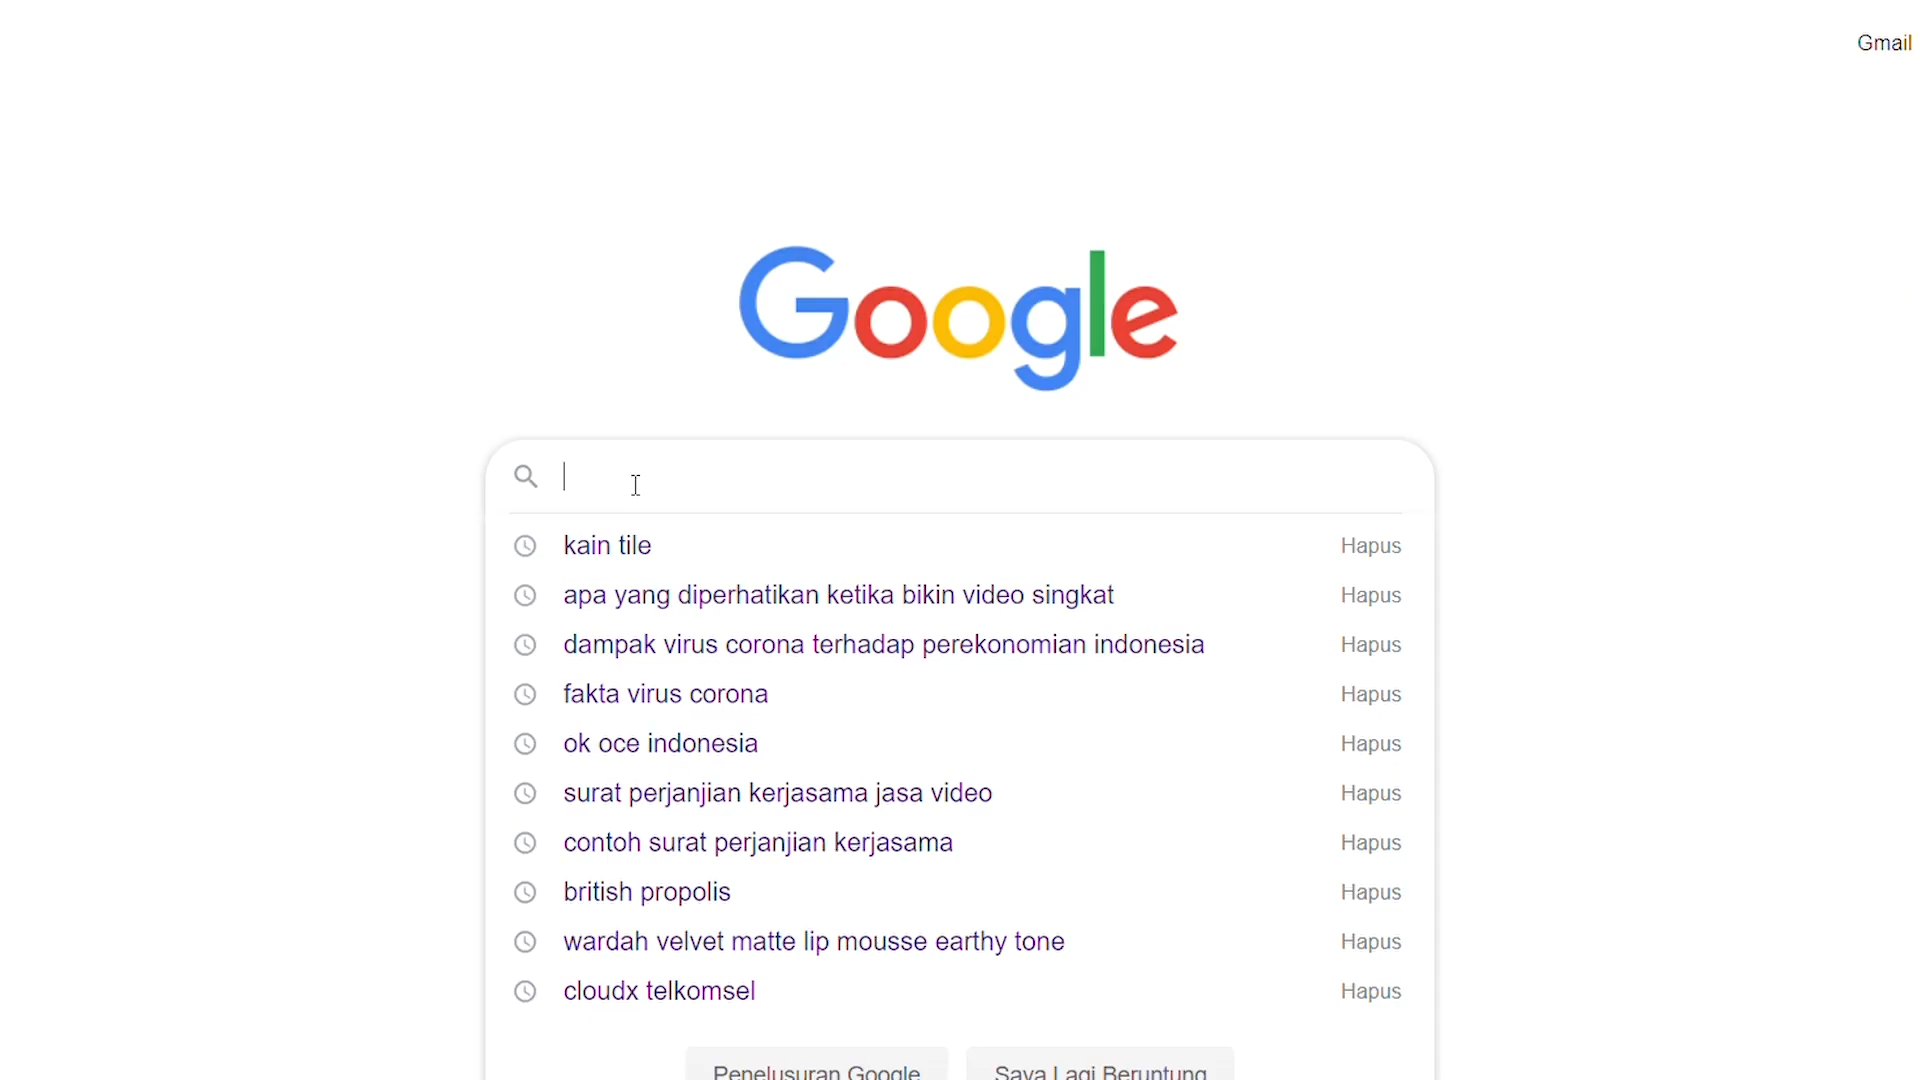 Gmail
Google
kain tile Hapus
apa yang diperhatikan ketika bikin video singkat Hapus
dampak virus corona terhadap perekonomian indonesia Hapus
fakta virus corona Hapus
ok oce indonesia Hapus
surat perjanjian kerjasama jasa video Hapus
contoh surat perjanjian kerjasama Hapus
british propolis Hapus
wardah velvet matte lip mousse earthy tone Hapus
cloudx telkomsel Hapus
Penelusuran Google Saya Lagi Beruntung